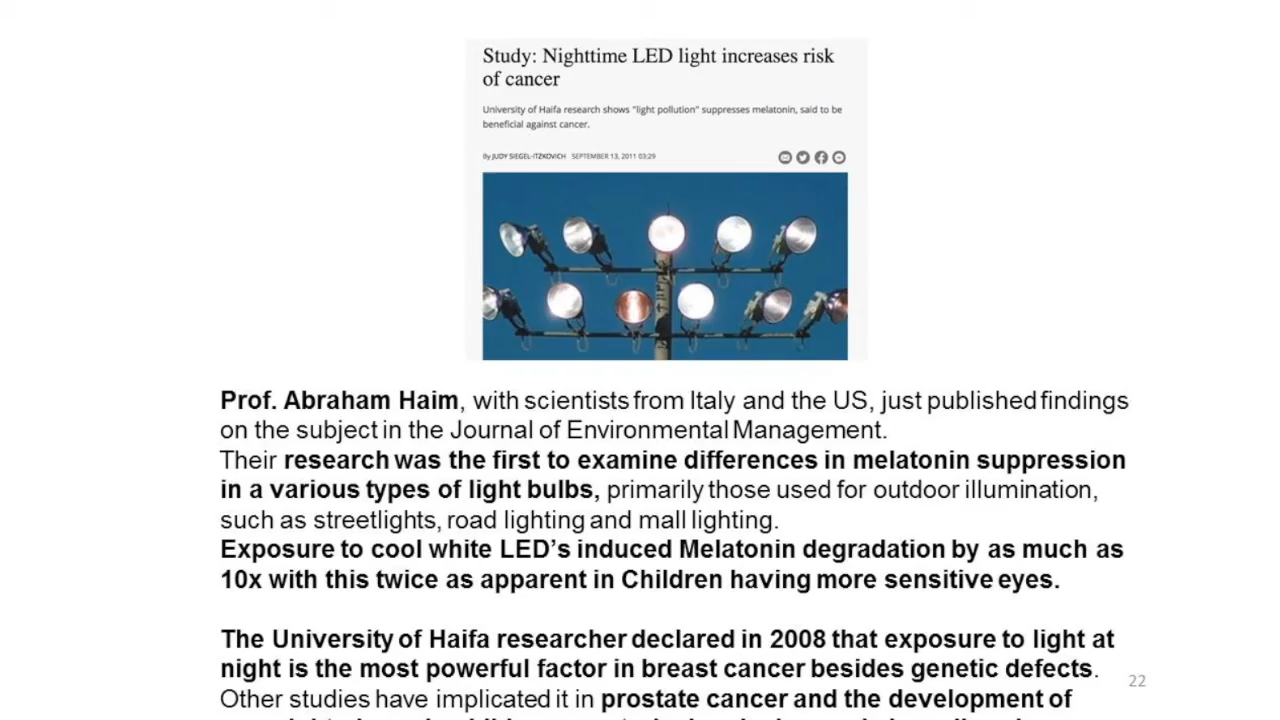 Study: Nighttime LED light increases risk
of cancer
University of Haifa research shows "light pollution" suppresses melatonin, said to be
beneficial against cancer.
By JUDY SIEGEL-ITZKOVICH SEPTEMBER 13, 2011 03:29
Prof. Abraham Haim, with scientists from Italy and the US, just published findings
on the subject in the Journal of Environmental Management.
Their research was the first to examine differences in melatonin suppression
in a various types of light bulbs, primarily those used for outdoor illumination,
such as streetlights, road lighting and mall lighting.
Exposure to cool white LED's induced Melatonin degradation by as much as
10x with this twice as apparent in Children having more sensitive eyes.
The University of Haifa researcher declared in 2008 that exposure to light at
night is the most powerful factor in breast cancer besides genetic defects.
22
Other studies have implicated it in prostate cancer and the development of